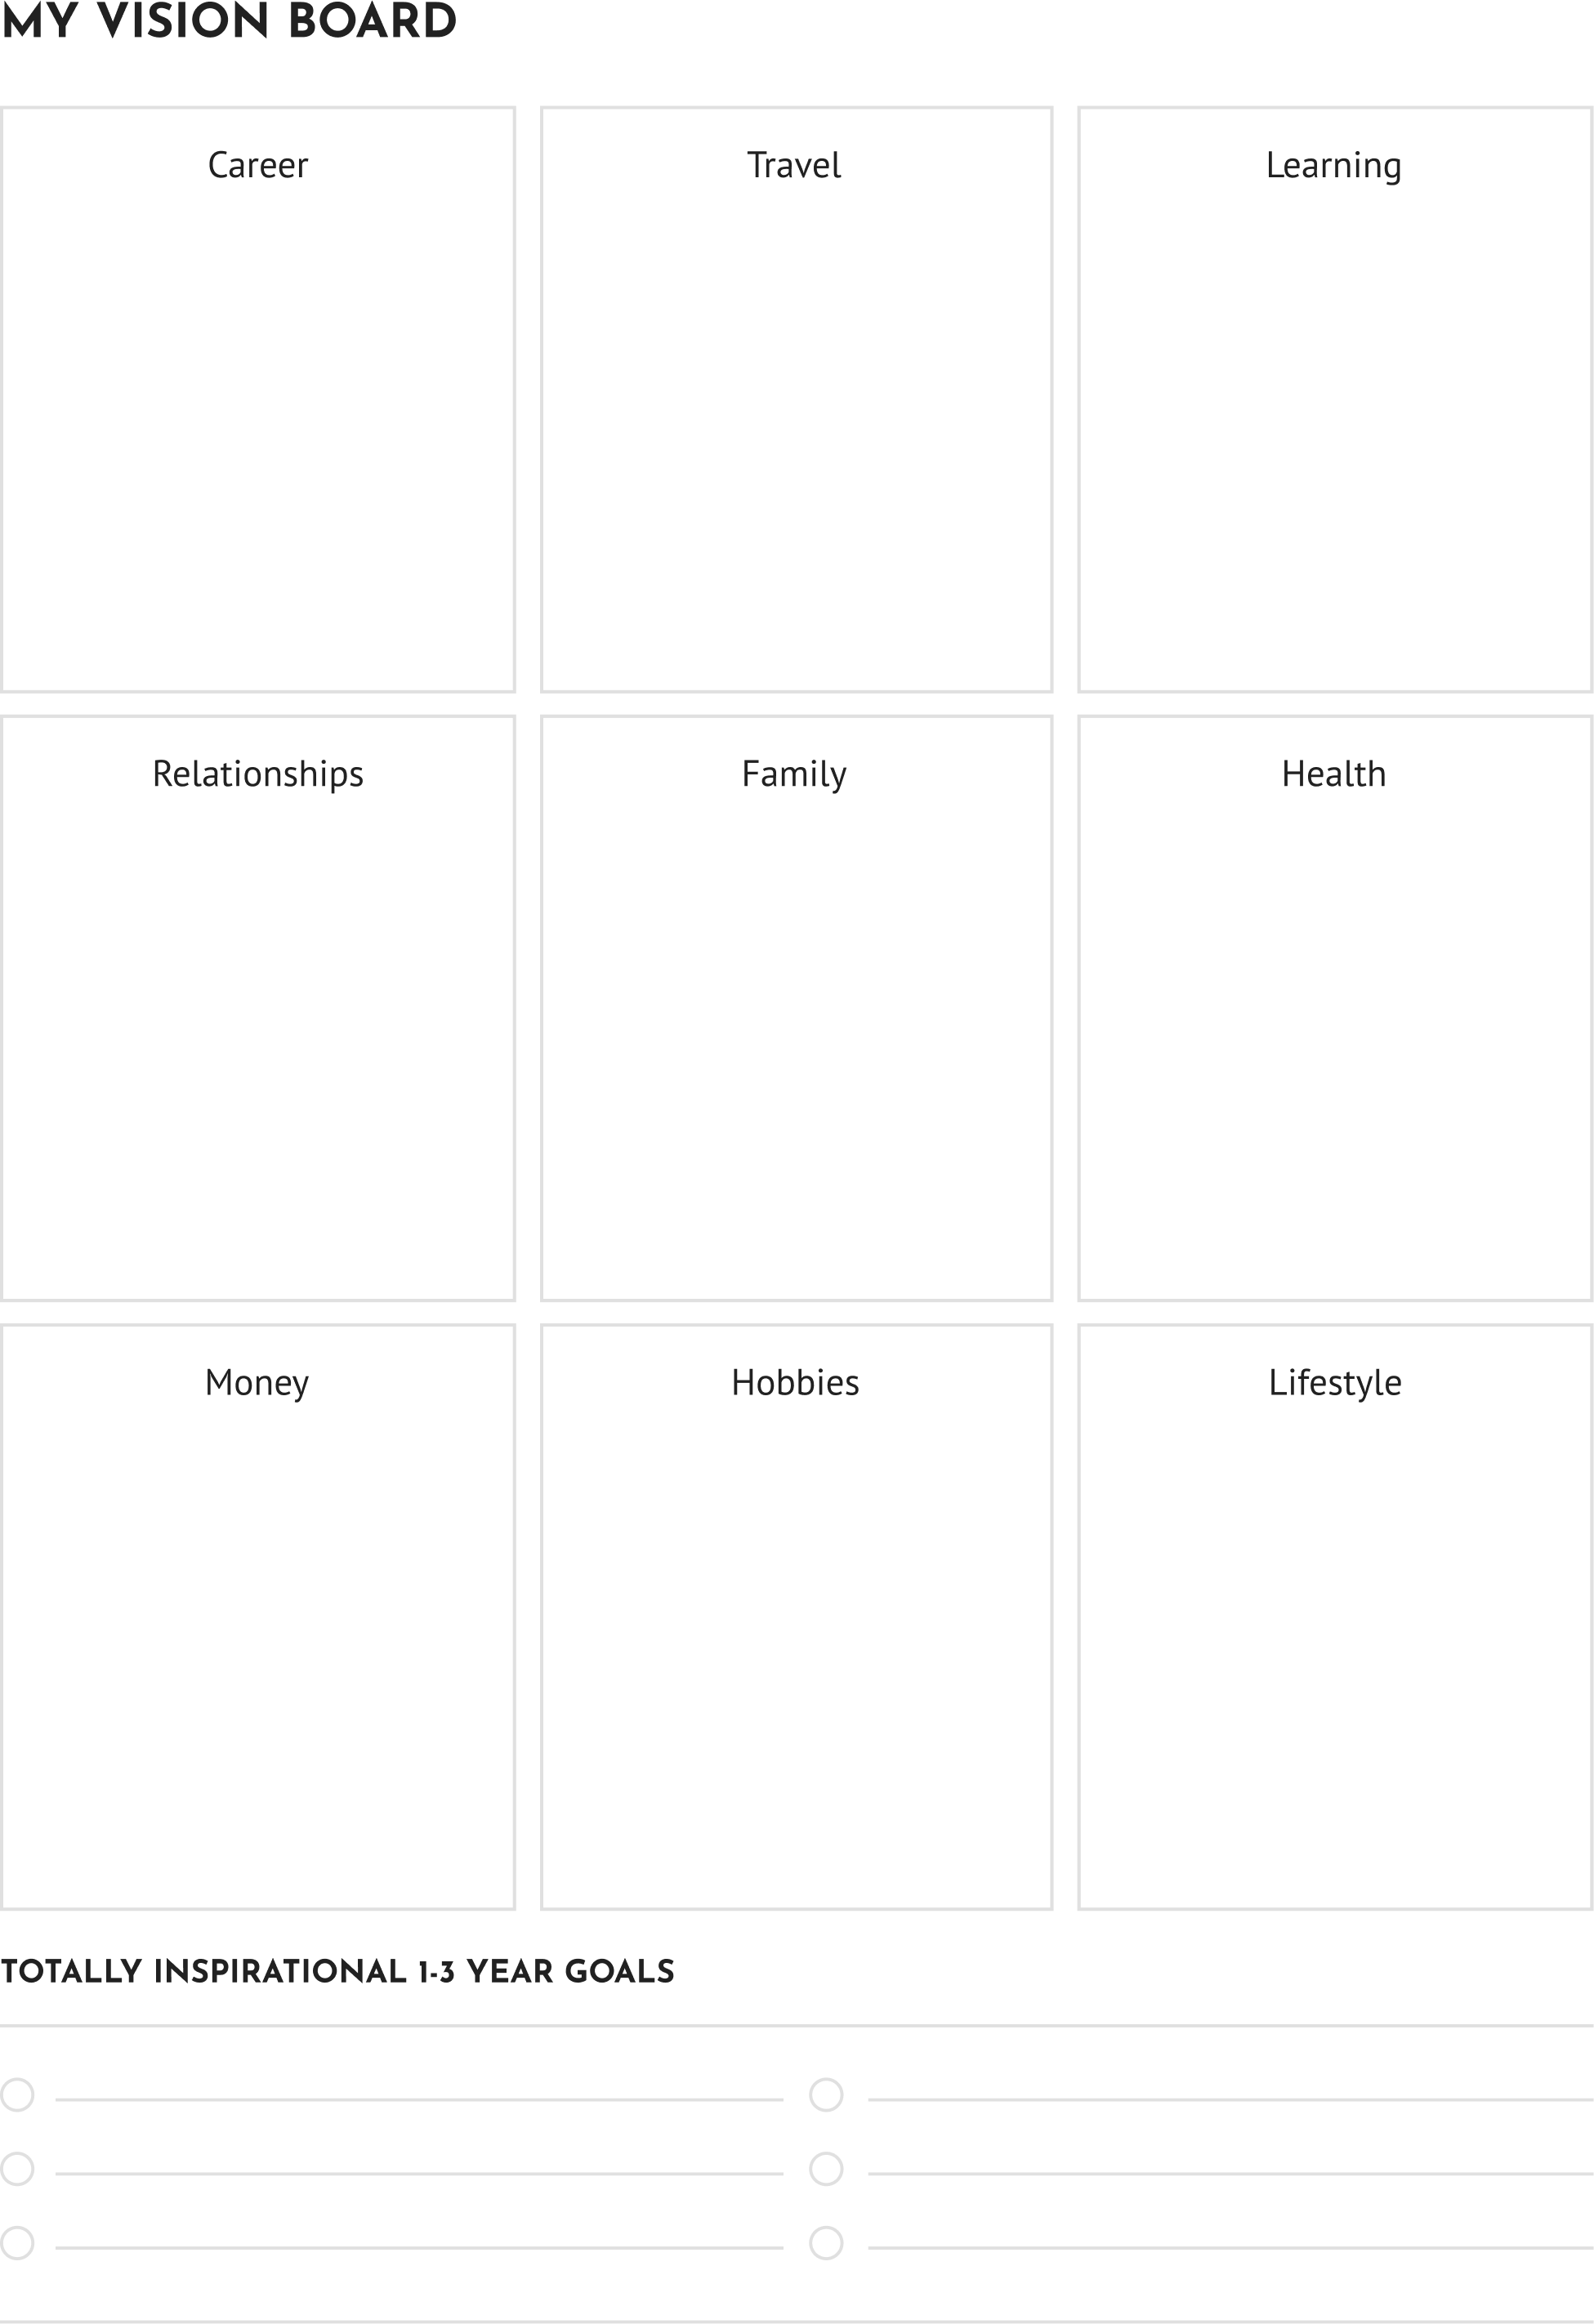 MY VISION BOARD
Career
Travel
Learning
Relationships
Family
Health
Money
Hobbies
Lifestyle
TOTALLY INSPIRATIONAL 1-3 YEAR GOALS